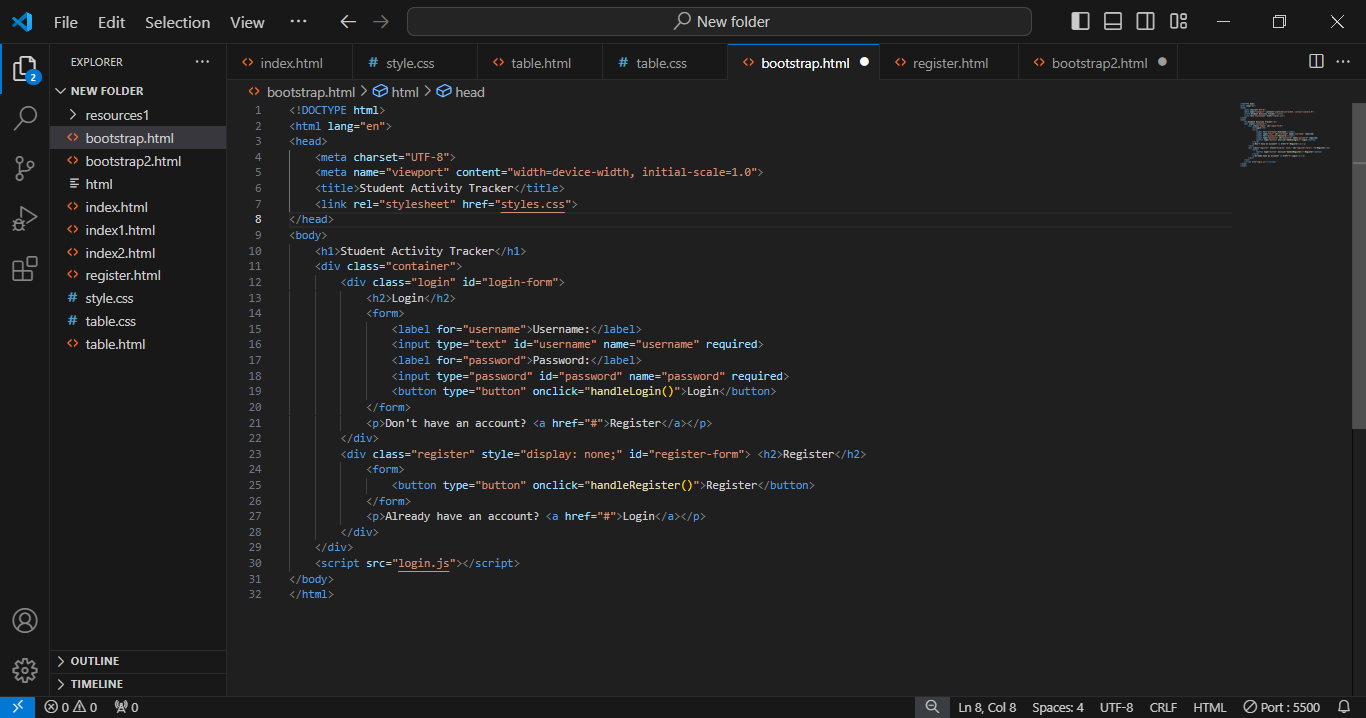 File Edit Selection View ··· New folder
EXPLORER ···
NEW FOLDER
resources1
bootstrap.html
bootstrap2.html
html
index.html
index1.html
index2.html
register.html
# style.css
# table.css
table.html
OUTLINE
TIMELINE
2
index.html # style.css table.html # table.css bootstrap.html register.html bootstrap2.html ···
bootstrap.html > html > head
1 <!DOCTYPE html>
2 <html lang="en">
3 <head>
4 <meta charset="UTF-8">
5 <meta name="viewport" content="width=device-width, initial-scale=1.0">
6 <title>Student Activity Tracker</title>
7 <link rel="stylesheet" href="styles.css">
8 </head>
9 <body>
10 <h1>Student Activity Tracker</h1>
11 <div class="container">
12 <div class="login" id="login-form">
13 <h2>Login</h2>
14 <form>
15 <label for="username">Username:</label>
16 <input type="text" id="username" name="username" required>
17 <label for="password">Password:</label>
18 <input type="password" id="password" name="password" required>
19 <button type="button" onclick="handleLogin()">Login</button>
20 </form>
21 <p>Don't have an account? <a href="#">Register</a></p>
22 </div>
23 <div class="register" style="display: none;" id="register-form"> <h2>Register</h2>
24 <form>
25 <button type="button" onclick="handleRegister()">Register</button>
26 </form>
27 <p>Already have an account? <a href="#">Login</a></p>
28 </div>
29 </div>
30 <script src="login.js"></script>
31 </body>
32 </html>
0 0 0 Ln 8, Col 8 Spaces: 4 UTF-8 CRLF HTML Port : 5500